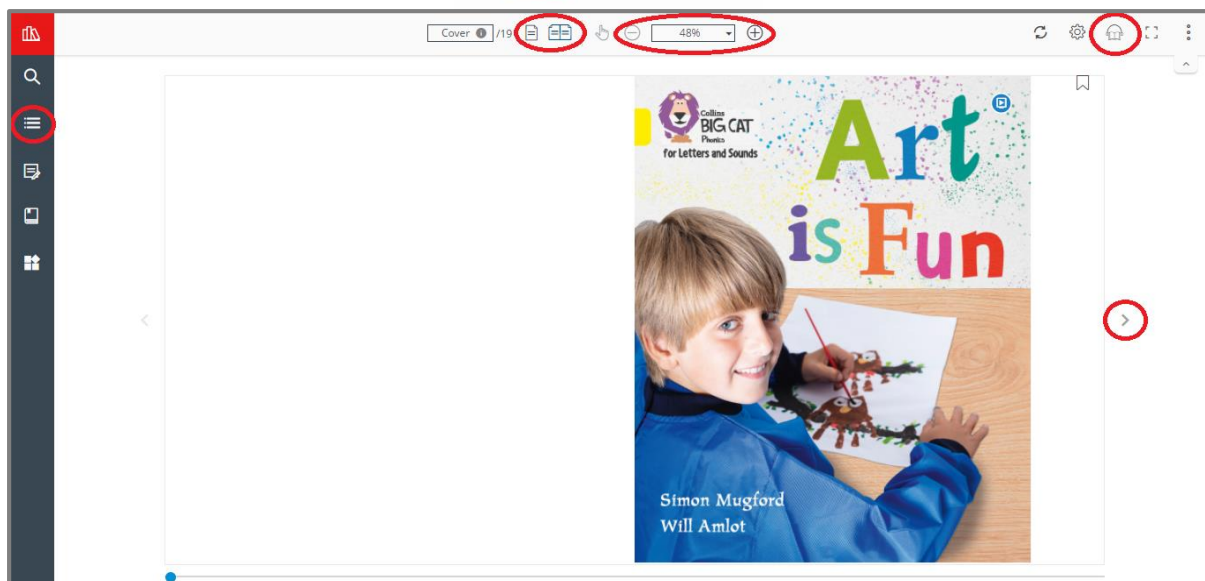 Cover /19 48%
Collins
BIG CAT
Phonics
for Letters and Sounds
Art
is Fun
Simon Mugford
Will Amlot